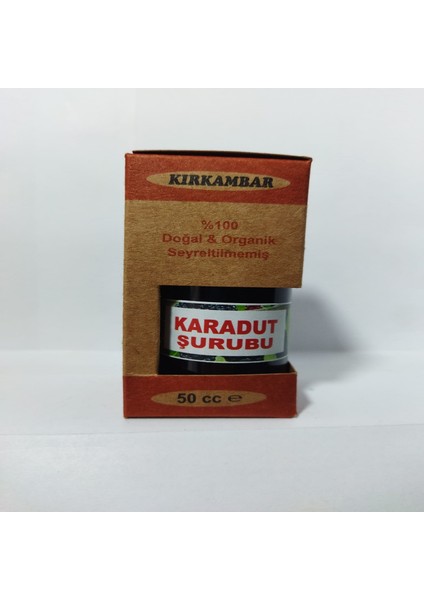 KIRKAMBAR
%100
Doğal & Organik
Seyreltilmemiş
KARADUT
ŞURUBU
50 cc ℮